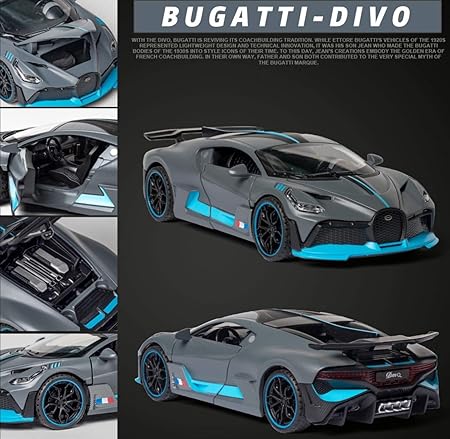 BUGATTI-DIVO
WITH THE DIVO, BUGATTI IS REVIVING ITS COACHBUILDING TRADITION. WHILE ETTORE BUGATTI'S VEHICLES OF THE 1920S
REPRESENTED LIGHTWEIGHT DESIGN AND TECHNICAL INNOVATION, IT WAS HIS SON JEAN WHO MADE THE BUGATTI
BODIES OF THE 1930S INTO STYLE ICONS OF THEIR TIME. TO THIS DAY, JEAN'S CREATIONS EMBODY THE GOLDEN ERA OF
FRENCH COACHBUILDING. IN THEIR OWN WAY, FATHER AND SON BOTH CONTRIBUTED TO THE VERY SPECIAL MYTH OF
THE BUGATTI MARQUE.
Divo